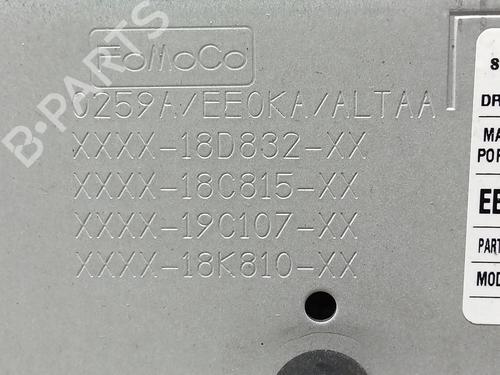 FoMoCo
0259A/EE0KA/ALTAA
XXXX-18D832-XX
XXXX-18C815-XX
XXXX-19C107-XX
XXXX-18K810-XX
B-PARTS
S
DR
MA
POR
EE
PART
MOD